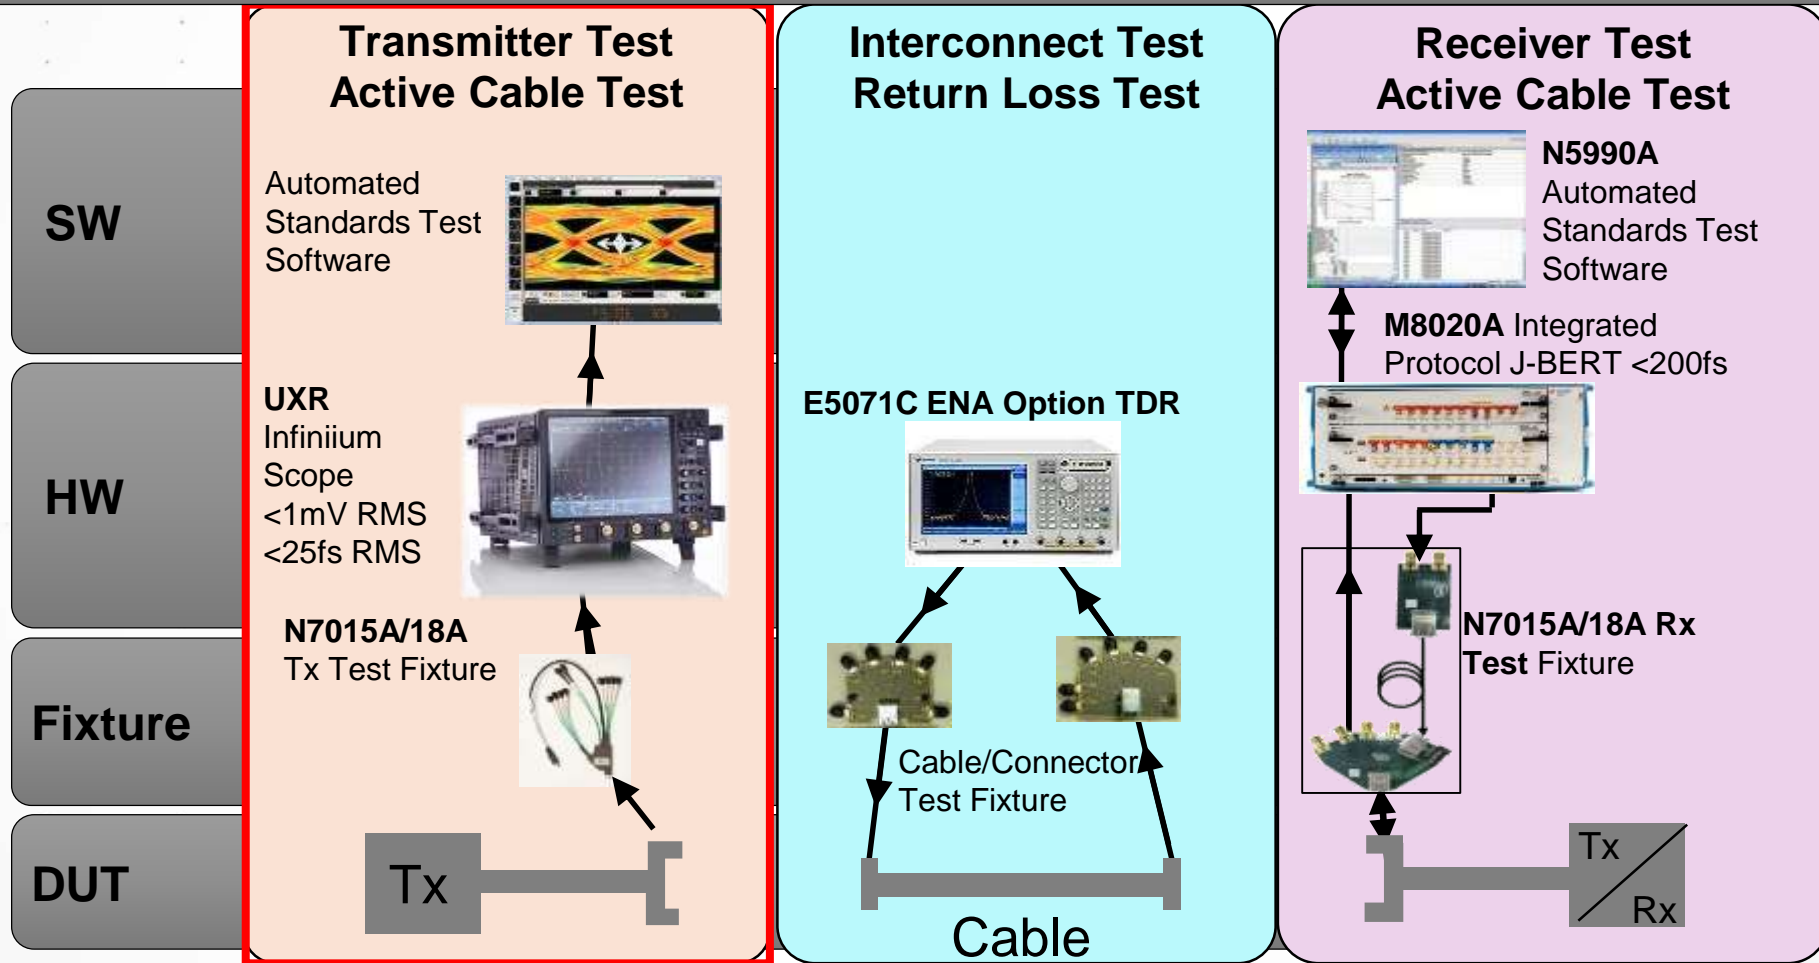 Transmitter Test
Active Cable Test
Interconnect Test
Return Loss Test
Receiver Test
Active Cable Test
SW
Automated
Standards Test
Software
N5990A
Automated
Standards Test
Software
HW
UXR
Infiniium
Scope
<1mV RMS
<25fs RMS
E5071C ENA Option TDR
M8020A Integrated
Protocol J-BERT <200fs
Fixture
N7015A/18A
Tx Test Fixture
Cable/Connector
Test Fixture
N7015A/18A Rx
Test Fixture
DUT
Tx
Cable
Tx
Rx